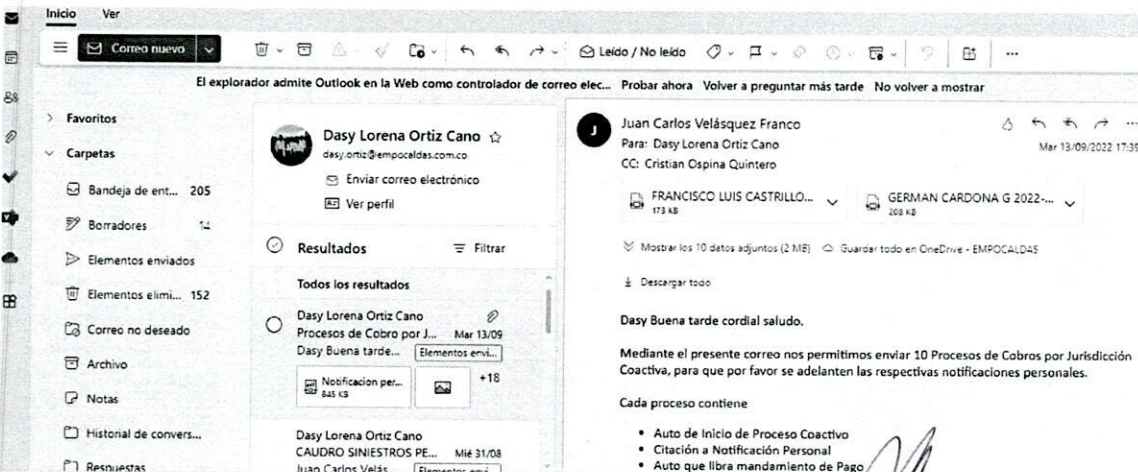 Inicio Ver
Correo nuevo
Leído / No leído
El explorador admite Outlook en la Web como controlador de correo elec... Probar ahora Volver a preguntar más tarde No volver a mostrar
Favoritos
Carpetas
Bandeja de ent... 205
Borradores 14
Elementos enviados
Elementos elimi... 152
Correo no deseado
Archivo
Notas
Historial de convers...
Respuestas
Dasy Lorena Ortiz Cano
dasy.ortiz@empocaldas.com.co
Enviar correo electrónico
Ver perfil
Resultados Filtrar
Todos los resultados
Dasy Lorena Ortiz Cano
Procesos de Cobro por J... Mar 13/09
Dasy Buena tarde... Elementos envi...
Notificacion per... +18
845 KB
Dasy Lorena Ortiz Cano
CAUDRO SINIESTROS PE... Mié 31/08
Juan Carlos Velás... Elementos envi...
J
Juan Carlos Velásquez Franco
Para: Dasy Lorena Ortiz Cano
Mar 13/09/2022 17:39
CC: Cristian Ospina Quintero
FRANCISCO LUIS CASTRILLO...
173 KB
GERMAN CARDONA G 2022-...
208 KB
Mostrar los 10 datos adjuntos (2 MB) Guardar todo en OneDrive - EMPOCALDAS
Descargar todo
Dasy Buena tarde cordial saludo.
Mediante el presente correo nos permitimos enviar 10 Procesos de Cobros por Jurisdicción
Coactiva, para que por favor se adelanten las respectivas notificaciones personales.
Cada proceso contiene
• Auto de Inicio de Proceso Coactivo
• Citación a Notificación Personal
• Auto que libra mandamiento de Pago